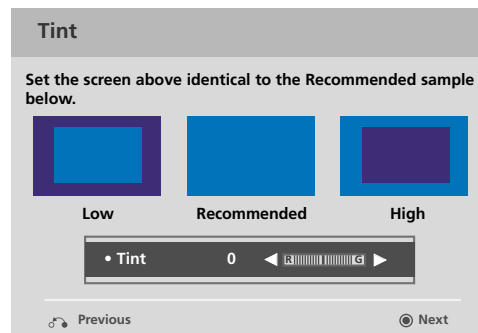 Tint
Set the screen above identical to the Recommended sample
below.
Low Recommended High
• Tint 0 R G
Previous Next